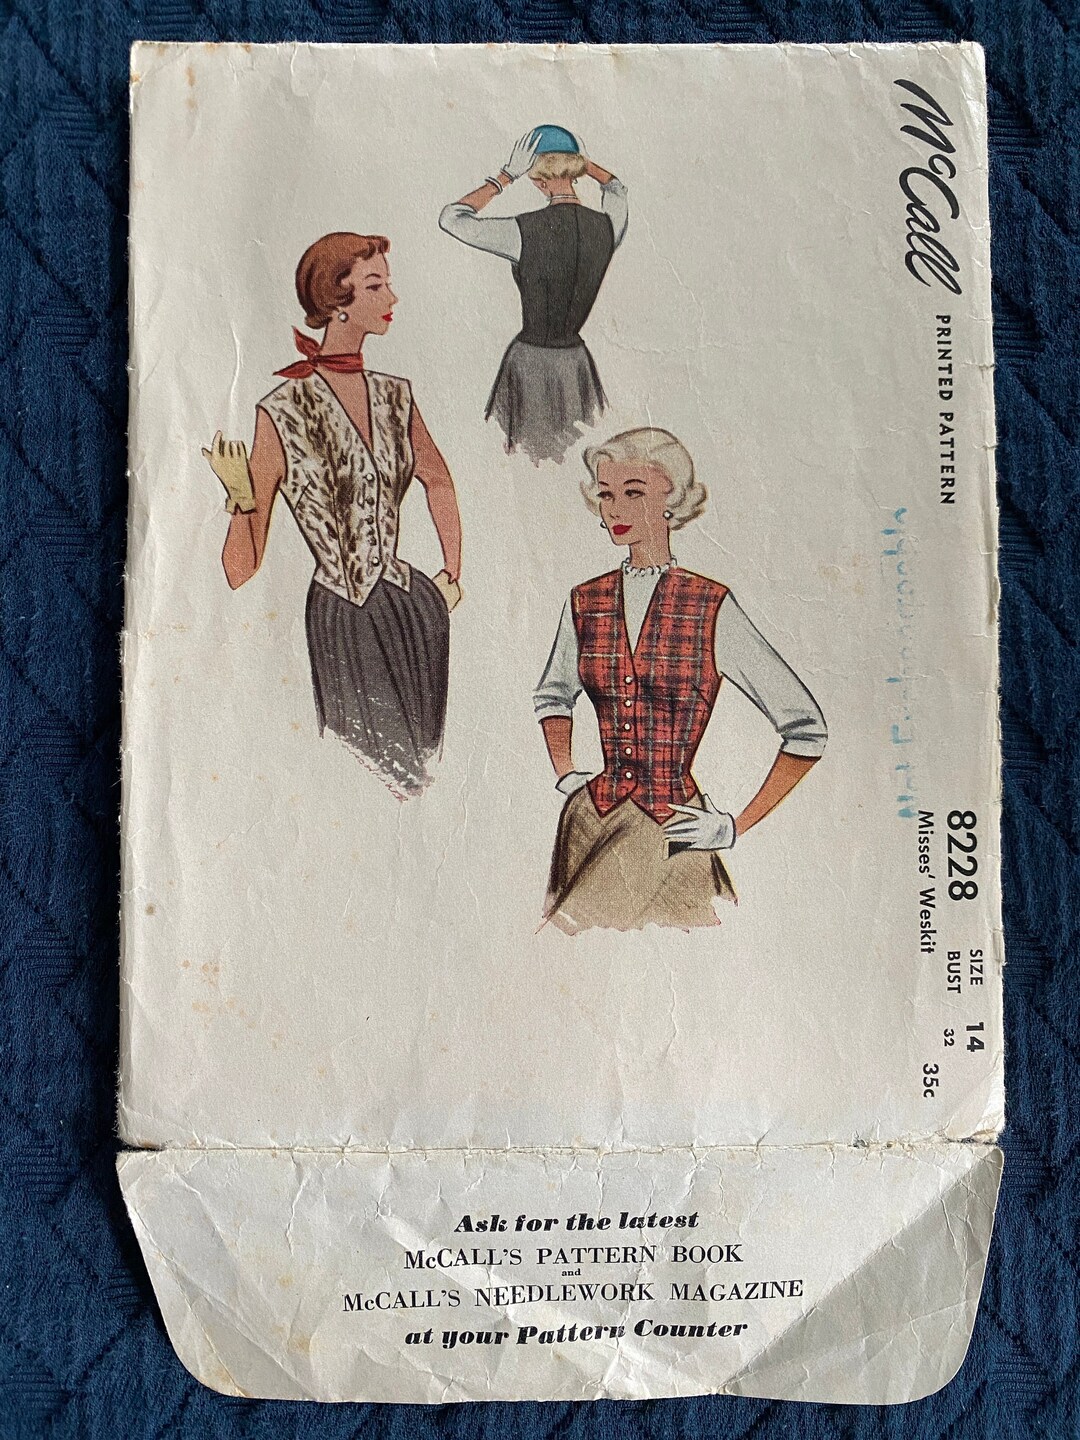 McCall
PRINTED PATTERN
8228
Misses' Weskit
SIZE 14
BUST 32
35c
Ask for the latest
McCALL'S PATTERN BOOK
and
McCALL'S NEEDLEWORK MAGAZINE
at your Pattern Counter